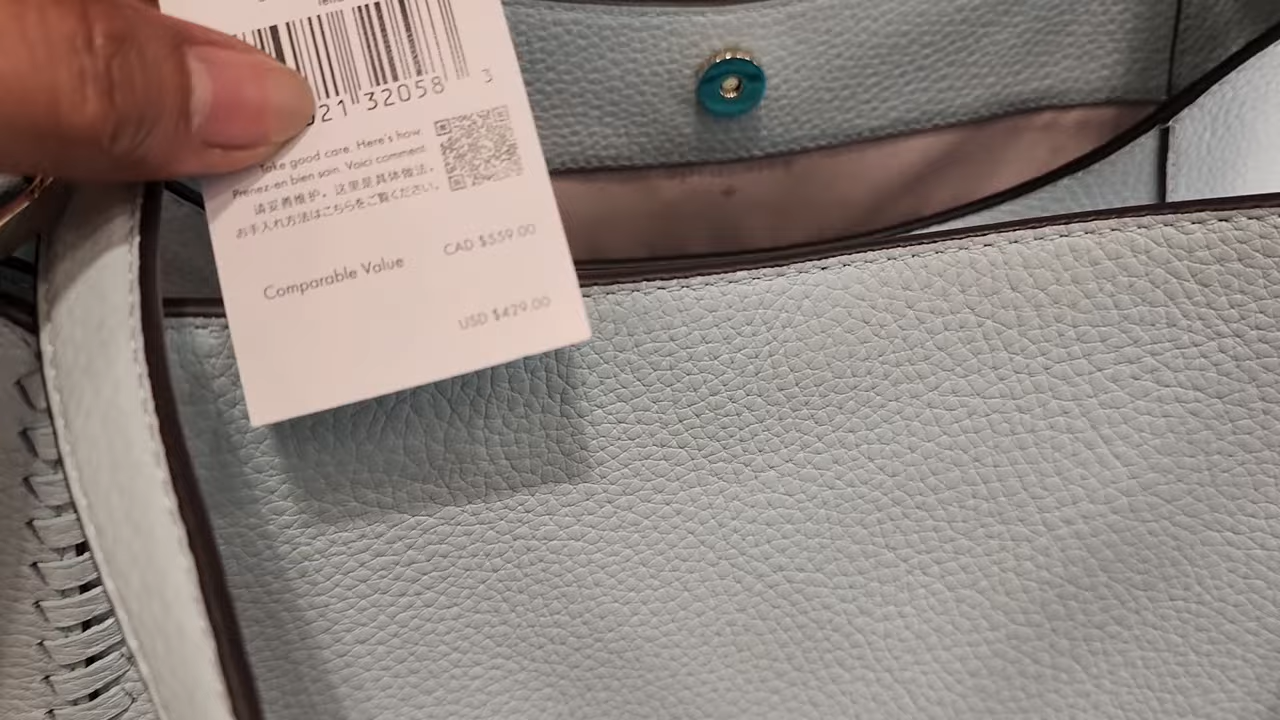 21 32058 3
Take good care. Here's how.
Prenez-en bien soin. Voici comment.
请妥善维护。这里是具体做法。
お手入れ方法はこちらをご覧ください。
CAD $559.00
Comparable Value
USD $429.00